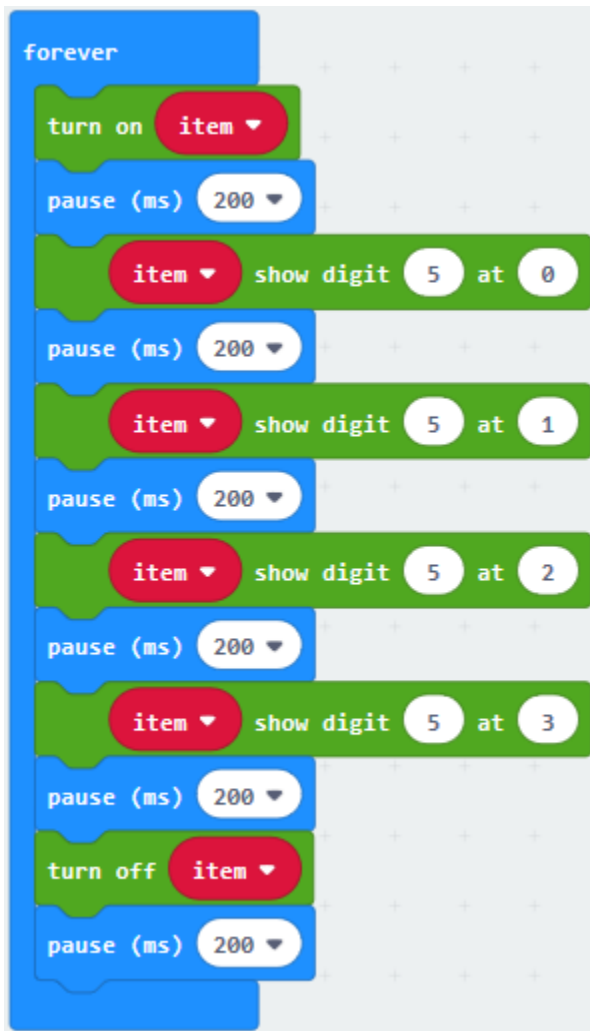 forever
turn on item
pause (ms) 200
item show digit 5 at 0
pause (ms) 200
item show digit 5 at 1
pause (ms) 200
item show digit 5 at 2
pause (ms) 200
item show digit 5 at 3
pause (ms) 200
turn off item
pause (ms) 200